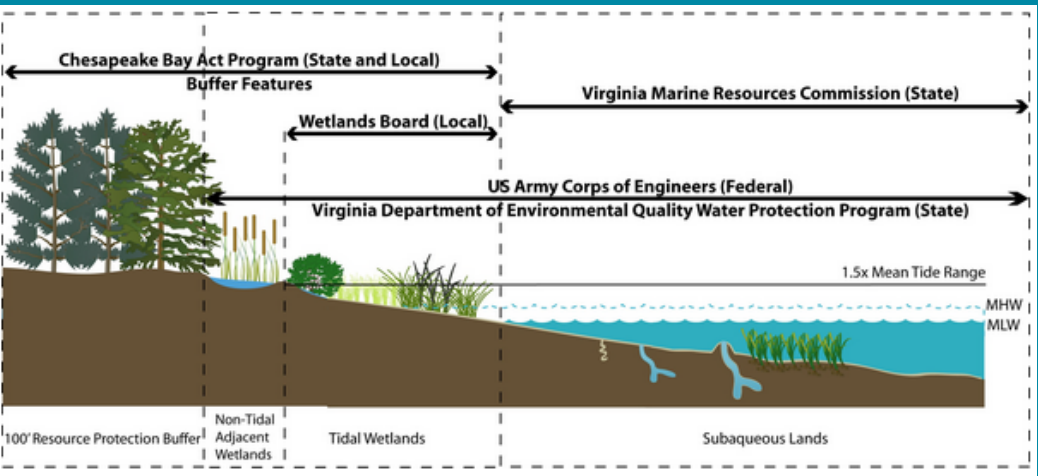 Chesapeake Bay Act Program (State and Local)
Buffer Features
Virginia Marine Resources Commission (State)
Wetlands Board (Local)
US Army Corps of Engineers (Federal)
Virginia Department of Environmental Quality Water Protection Program (State)
1.5x Mean Tide Range
MHW
MLW
100' Resource Protection Buffer
Non-Tidal
Adjacent
Wetlands
Tidal Wetlands
Subaqueous Lands